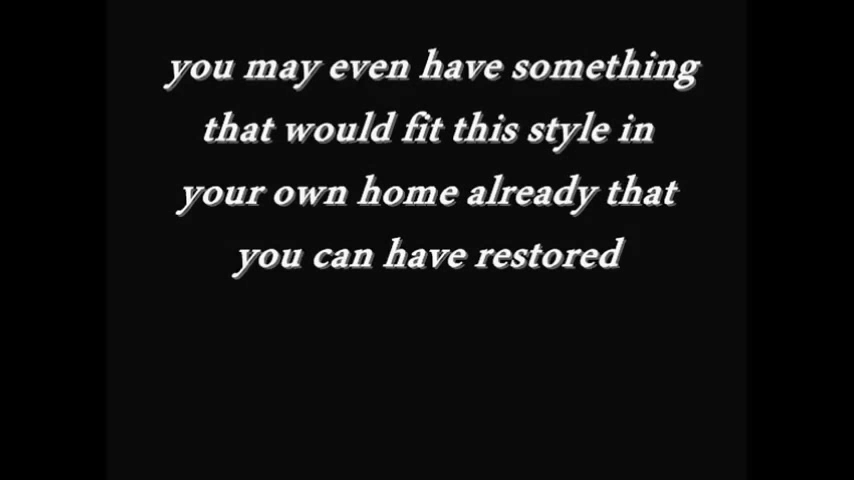 you may even have something
that would fit this style in
your own home already that
you can have restored